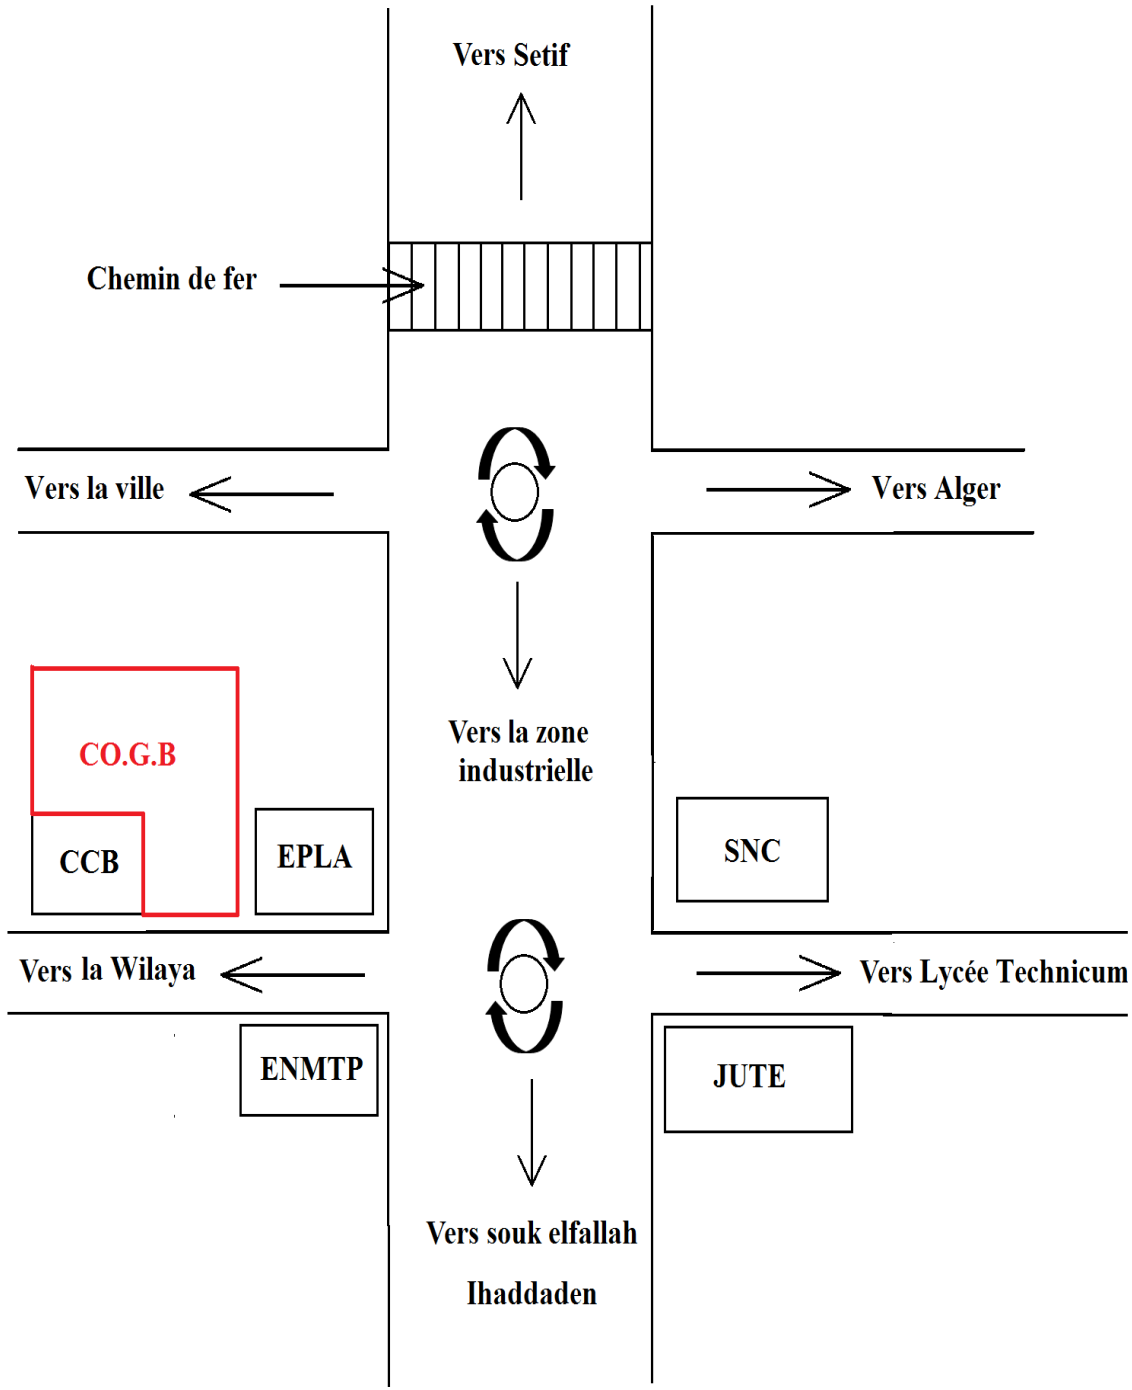 Vers Setif
Chemin de fer
Vers la ville
Vers Alger
Vers la zone
industrielle
CO.G.B
CCB
EPLA
SNC
Vers la Wilaya
Vers Lycée Technicum
ENMTP
JUTE
Vers souk elfallah
Ihaddaden